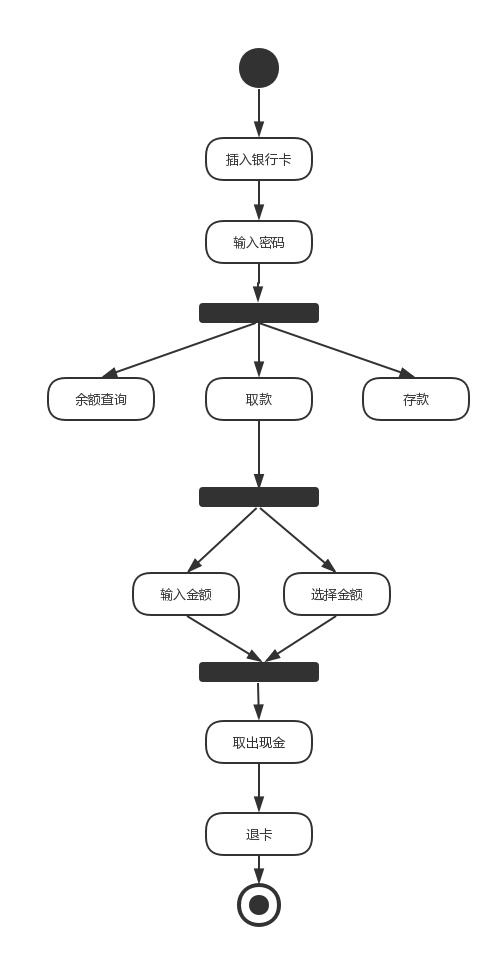 插入银行卡
输入密码
余额查询
取款
存款
输入金额
选择金额
取出现金
退卡